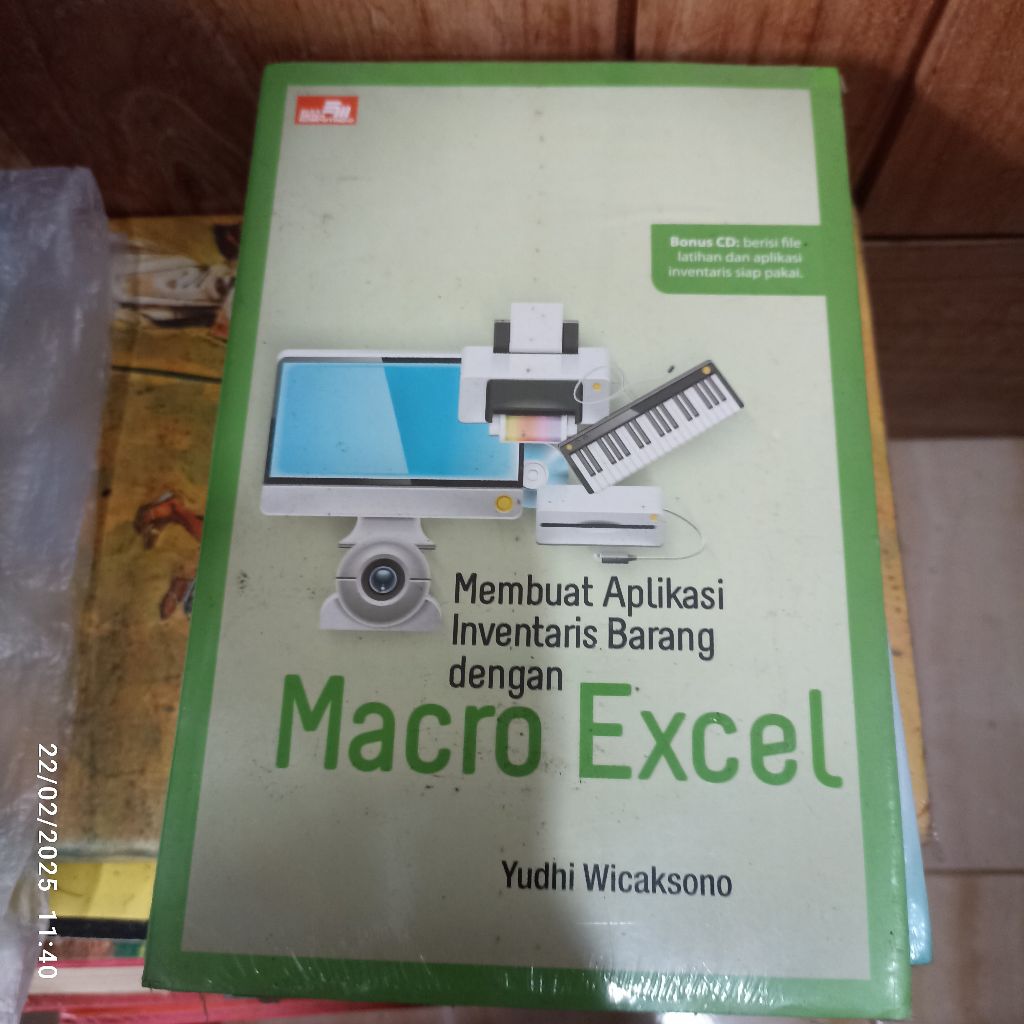 Bonus CD: berisi file
latihan dan aplikasi
inventaris siap pakai.
Membuat Aplikasi
Inventaris Barang
dengan
Macro Excel
Yudhi Wicaksono
22/02/2025 11:40